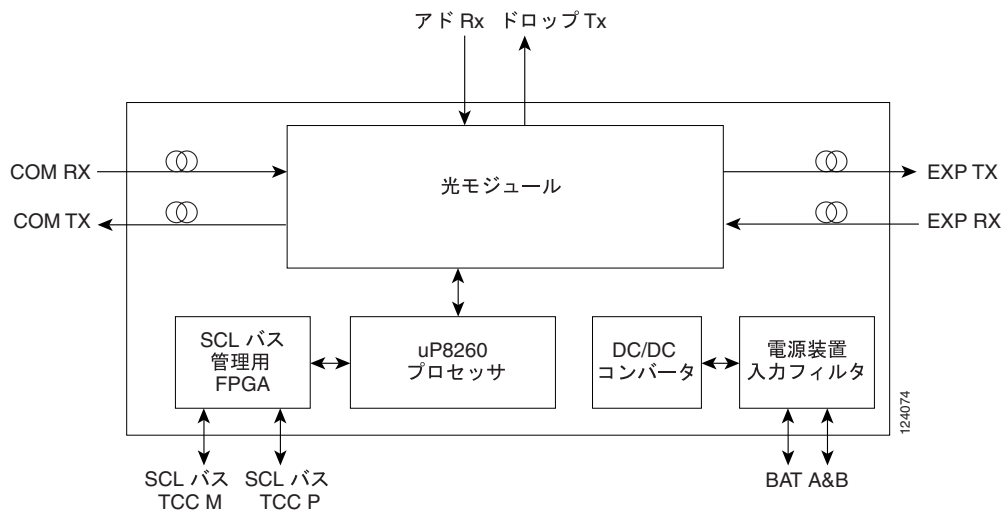 アド Rx ドロップ Tx
COM RX
光モジュール
EXP TX
COM TX
EXP RX
SCL バス
管理用
FPGA
uP8260
プロセッサ
DC/DC
コンバータ
電源装置
入力フィルタ
124074
SCL バス
TCC M
SCL バス
TCC P
BAT A&B